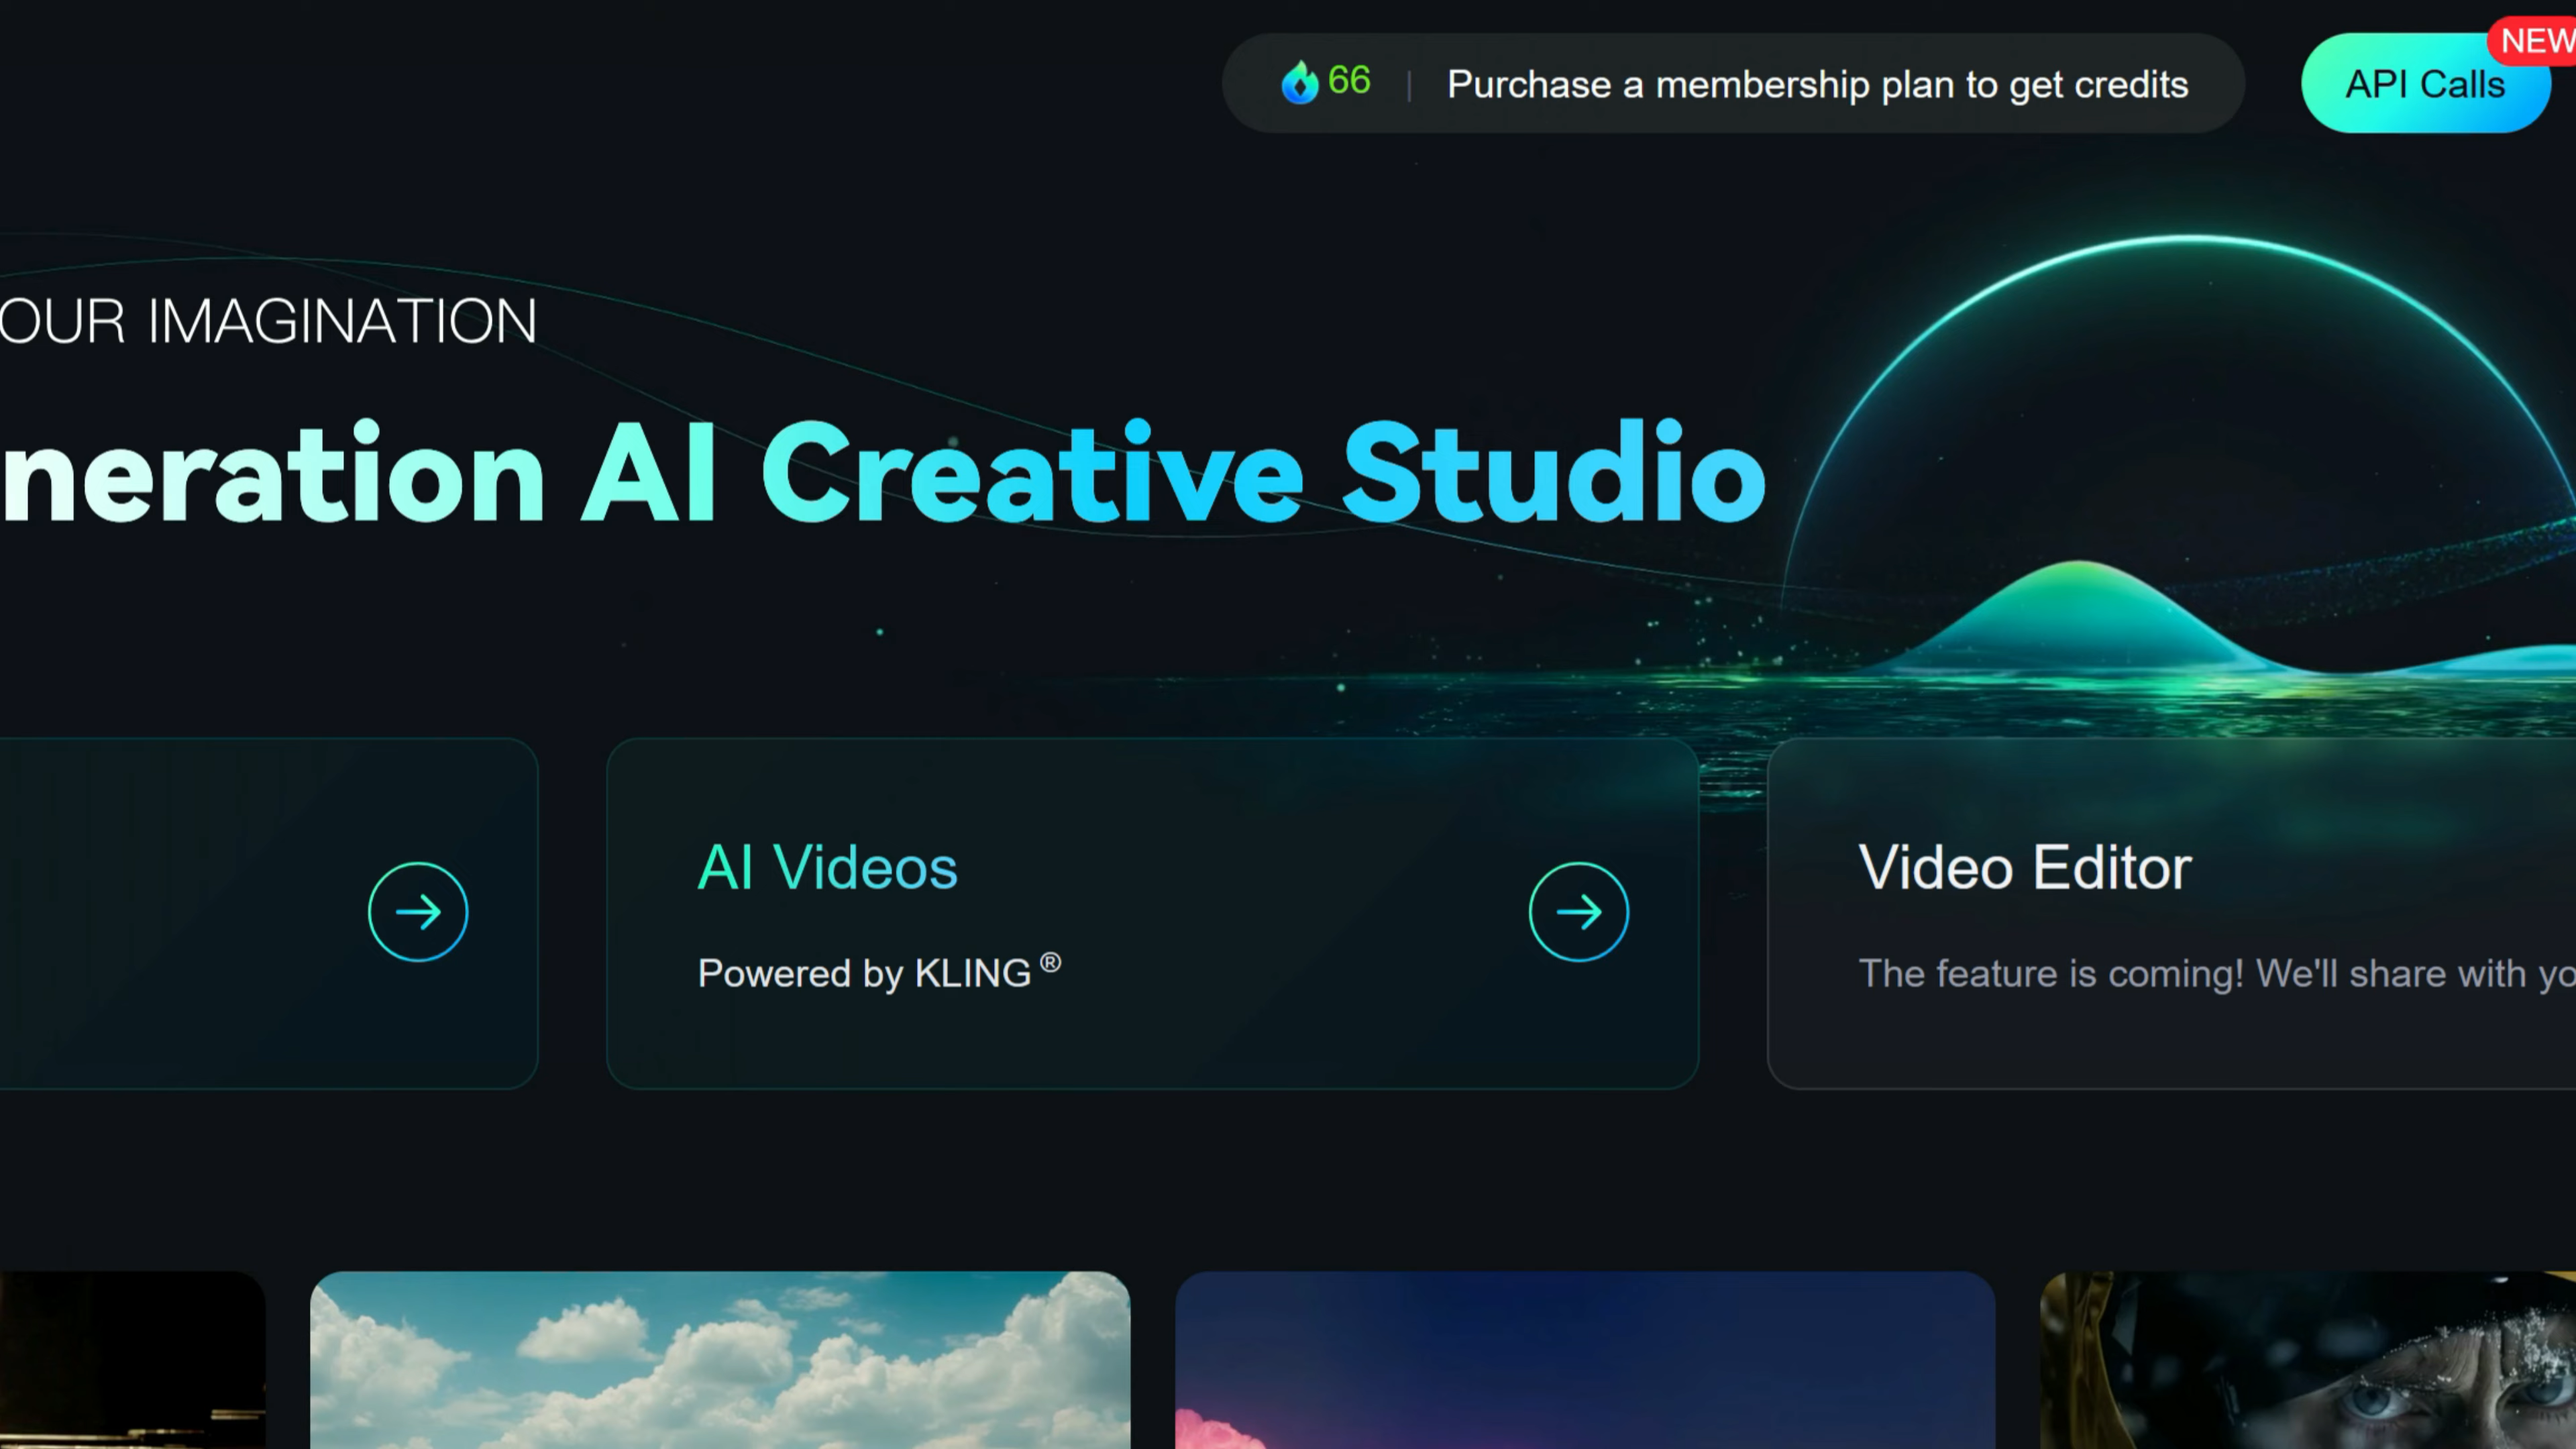 66 | Purchase a membership plan to get credits
API Calls
NEW
OUR IMAGINATION
neration AI Creative Studio
AI Videos
Powered by KLING ®
Video Editor
The feature is coming! We'll share with yo